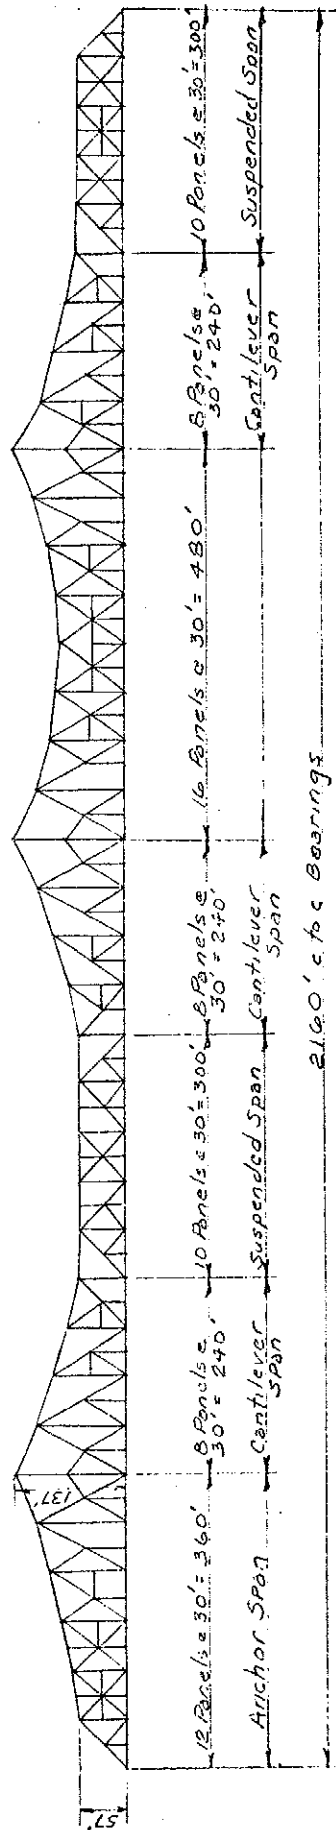 57'
137'
12 Panels @ 30' = 360'
8 Panels @
30' = 240'
10 Panels @ 30' = 300'
8 Panels @
30' = 240'
16 Panels @ 30' = 480'
8 Panels @
30' = 240'
10 Panels @ 30' = 300'
Anchor Span
Cantilever
Span
Suspended Span
Cantilever
Span
Cantilever
Span
Suspended Span
2160' c to c Bearings